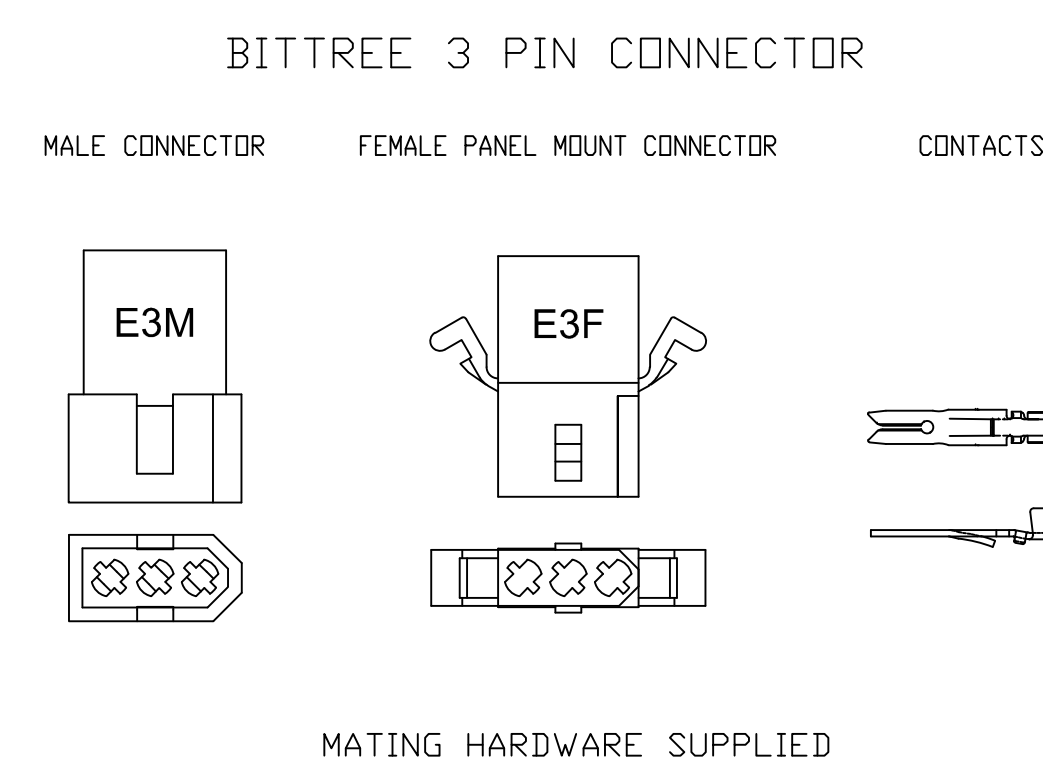 BITTREE 3 PIN CONNECTOR
MALE CONNECTOR
FEMALE PANEL MOUNT CONNECTOR
CONTACTS
E3M
E3F
MATING HARDWARE SUPPLIED